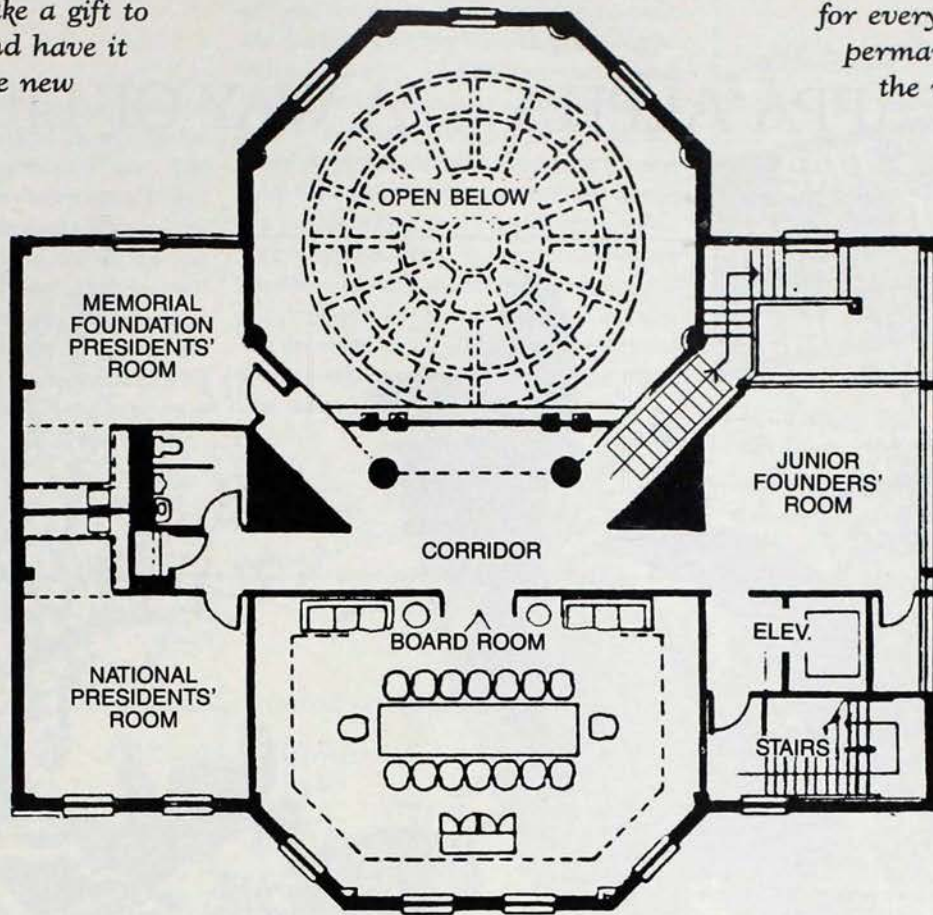 ke a gift to
nd have it
e new
for every
perma
the
OPEN BELOW
MEMORIAL
FOUNDATION
PRESIDENTS'
ROOM
JUNIOR
FOUNDERS'
ROOM
CORRIDOR
BOARD ROOM
ELEV.
NATIONAL
PRESIDENTS'
ROOM
STAIRS